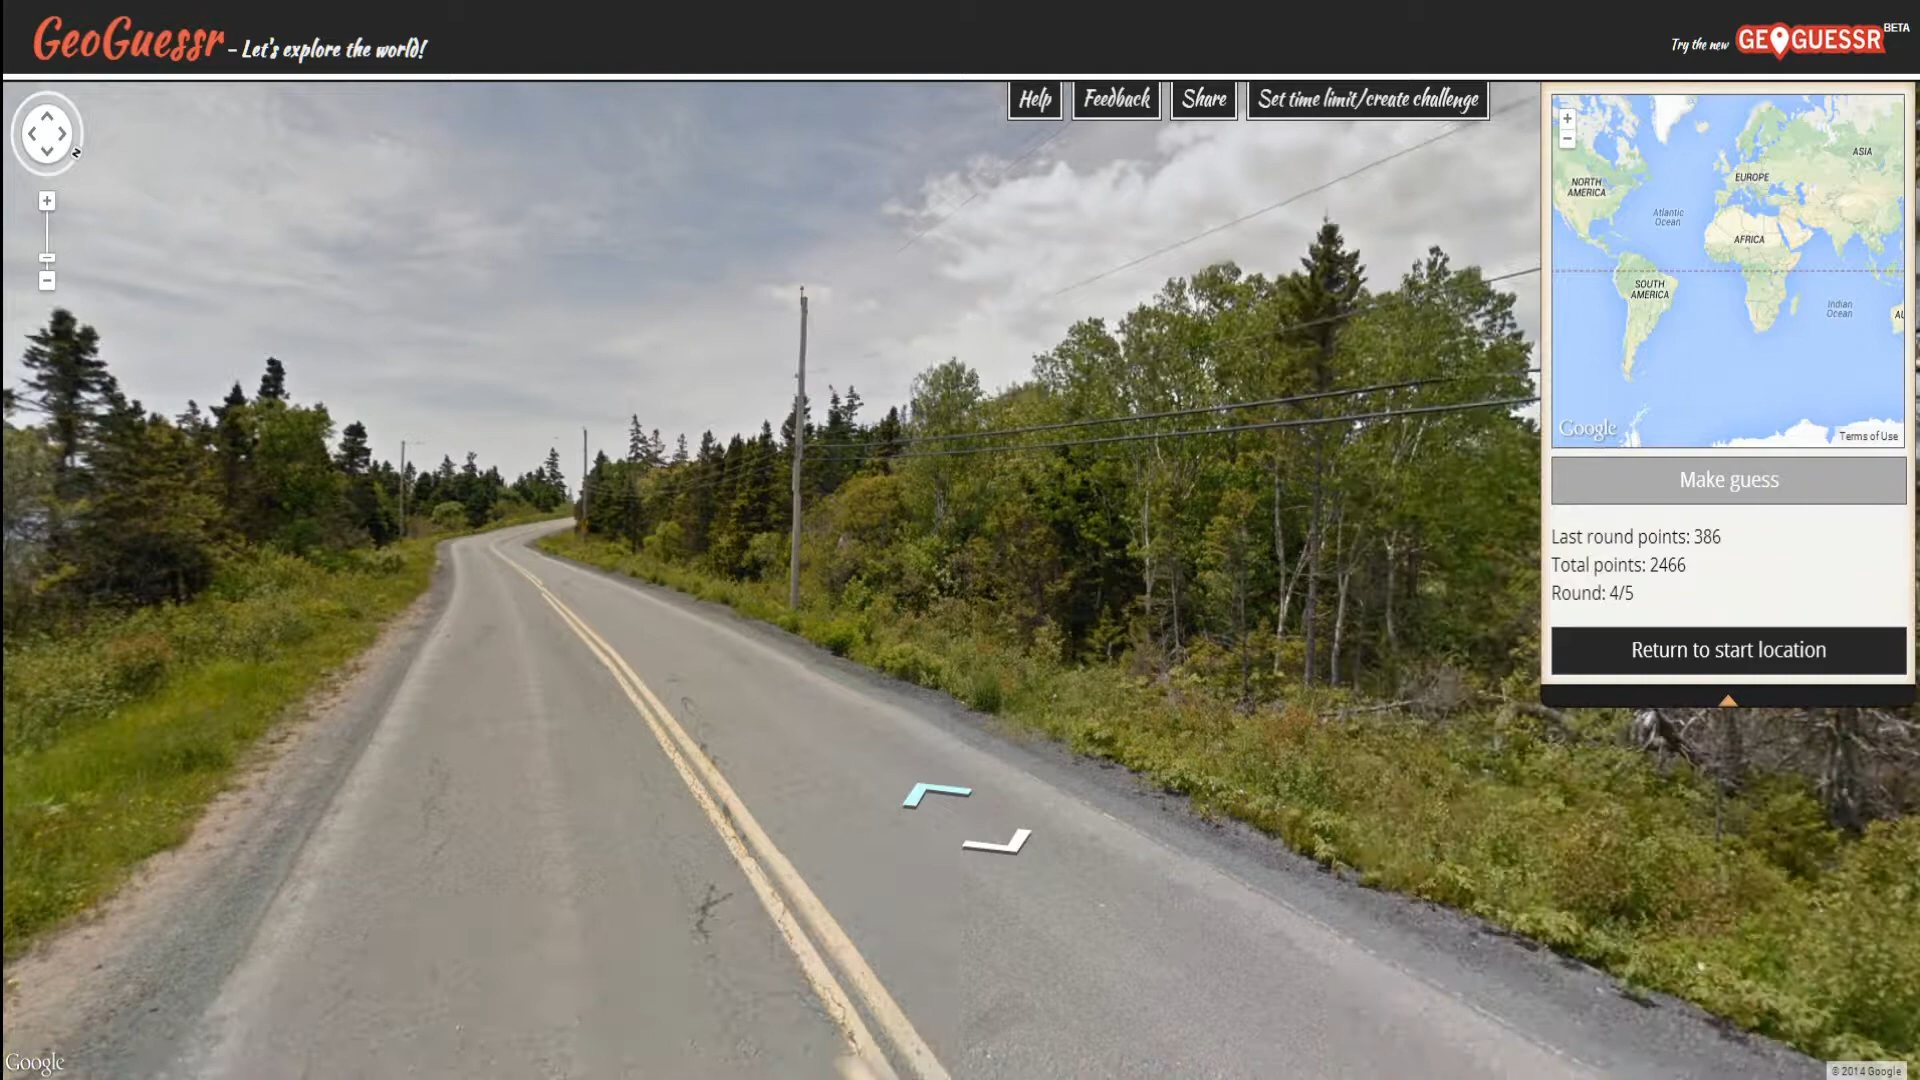 GeoGuessr - Let's explore the world!
Try the new GEOGUESSR BETA
Help
Feedback
Share
Set time limit/create challenge
N
+
−
+
−
NORTH AMERICA
Atlantic Ocean
EUROPE
ASIA
AFRICA
SOUTH AMERICA
Indian Ocean
AU
Google
Terms of Use
Make guess
Last round points: 386
Total points: 2466
Round: 4/5
Return to start location
Google
© 2014 Google